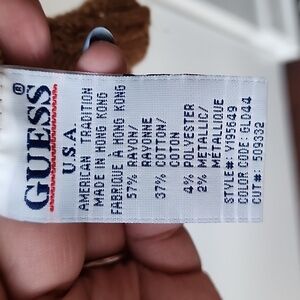 GUESS®
U.S.A.
AMERICAN TRADITION
MADE IN HONG KONG
FABRIQUÉ À HONG KONG
57% RAYON/
RAYONNE
37% COTTON/
COTON
4% POLYESTER
2% METALLIC/
METALLIQUE
STYLE#: Y195649
COLOR CODE: GLD44
CUT#: 509332